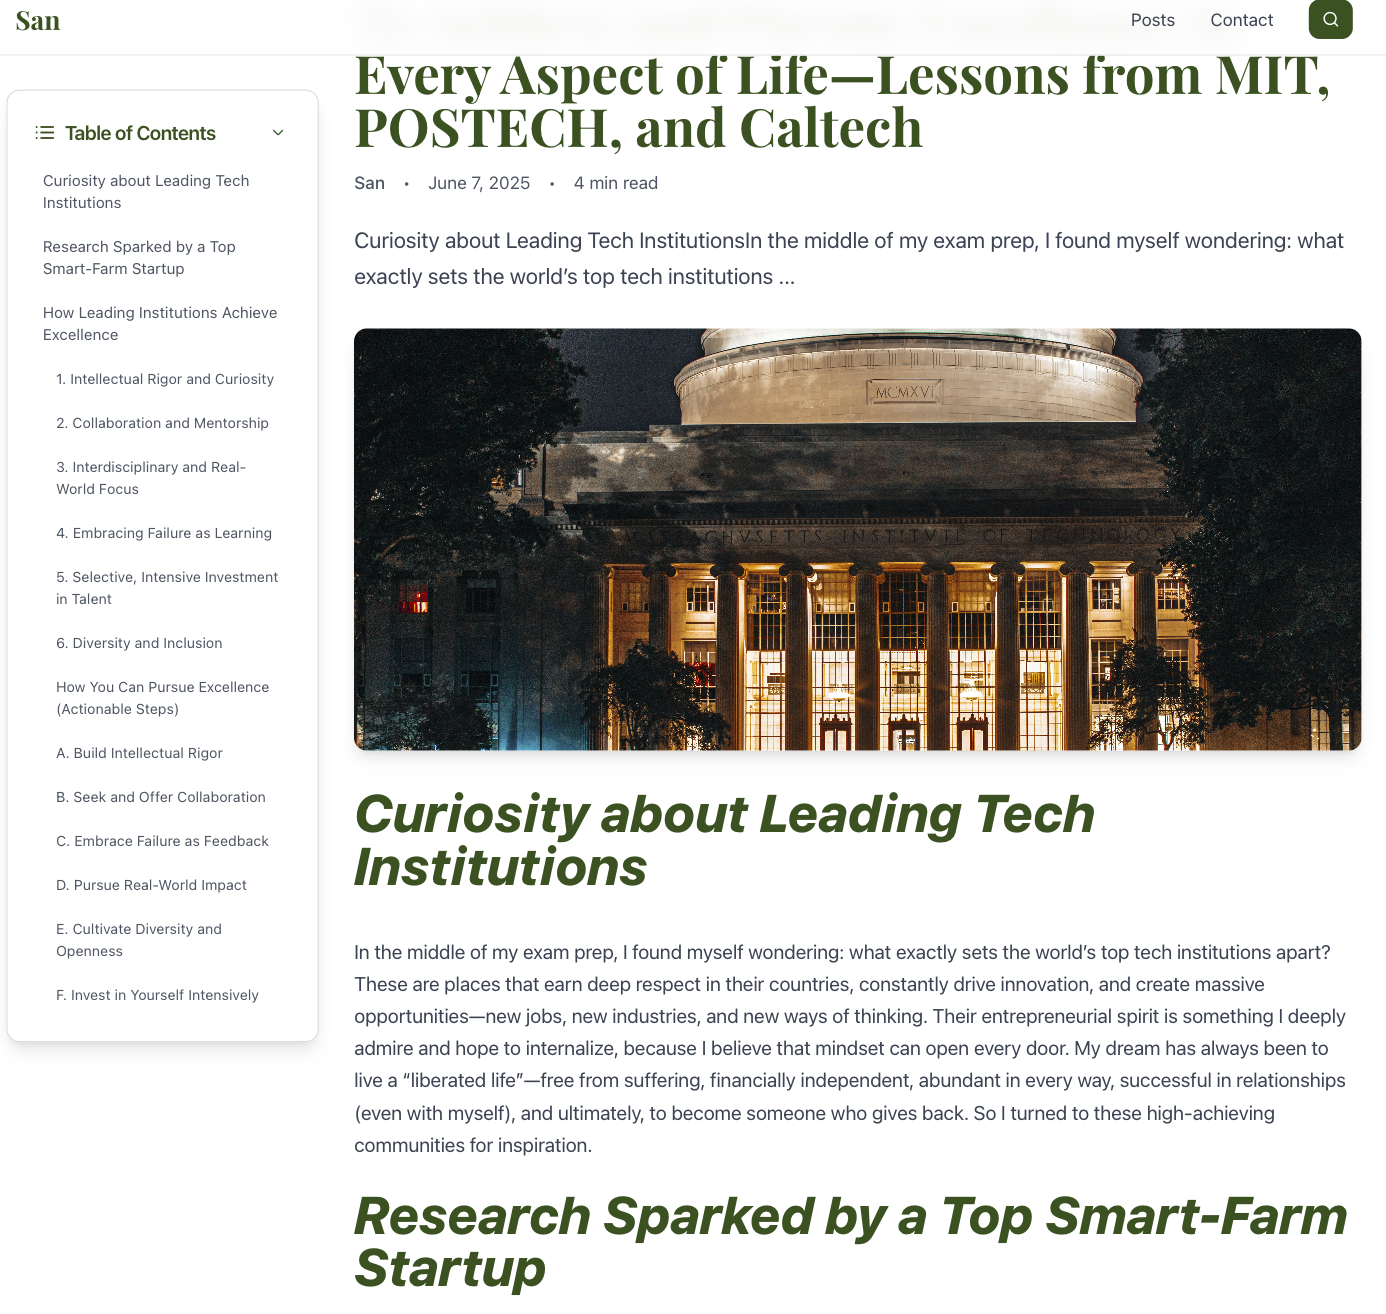 San
Posts
Contact
Every Aspect of Life—Lessons from MIT,
POSTECH, and Caltech
San • June 7, 2025 • 4 min read
Curiosity about Leading Tech InstitutionsIn the middle of my exam prep, I found myself wondering: what
exactly sets the world’s top tech institutions ...
Table of Contents
Curiosity about Leading Tech
Institutions
Research Sparked by a Top
Smart-Farm Startup
How Leading Institutions Achieve
Excellence
1. Intellectual Rigor and Curiosity
2. Collaboration and Mentorship
3. Interdisciplinary and Real-
World Focus
4. Embracing Failure as Learning
5. Selective, Intensive Investment
in Talent
6. Diversity and Inclusion
How You Can Pursue Excellence
(Actionable Steps)
A. Build Intellectual Rigor
B. Seek and Offer Collaboration
C. Embrace Failure as Feedback
D. Pursue Real-World Impact
E. Cultivate Diversity and
Openness
F. Invest in Yourself Intensively
MCMXVI
MASSACHVSETTS INSTITVTE OF TECHNOLOGY
Curiosity about Leading Tech
Institutions
In the middle of my exam prep, I found myself wondering: what exactly sets the world’s top tech institutions apart?
These are places that earn deep respect in their countries, constantly drive innovation, and create massive
opportunities—new jobs, new industries, and new ways of thinking. Their entrepreneurial spirit is something I deeply
admire and hope to internalize, because I believe that mindset can open every door. My dream has always been to
live a “liberated life”—free from suffering, financially independent, abundant in every way, successful in relationships
(even with myself), and ultimately, to become someone who gives back. So I turned to these high-achieving
communities for inspiration.
Research Sparked by a Top Smart-Farm
Startup